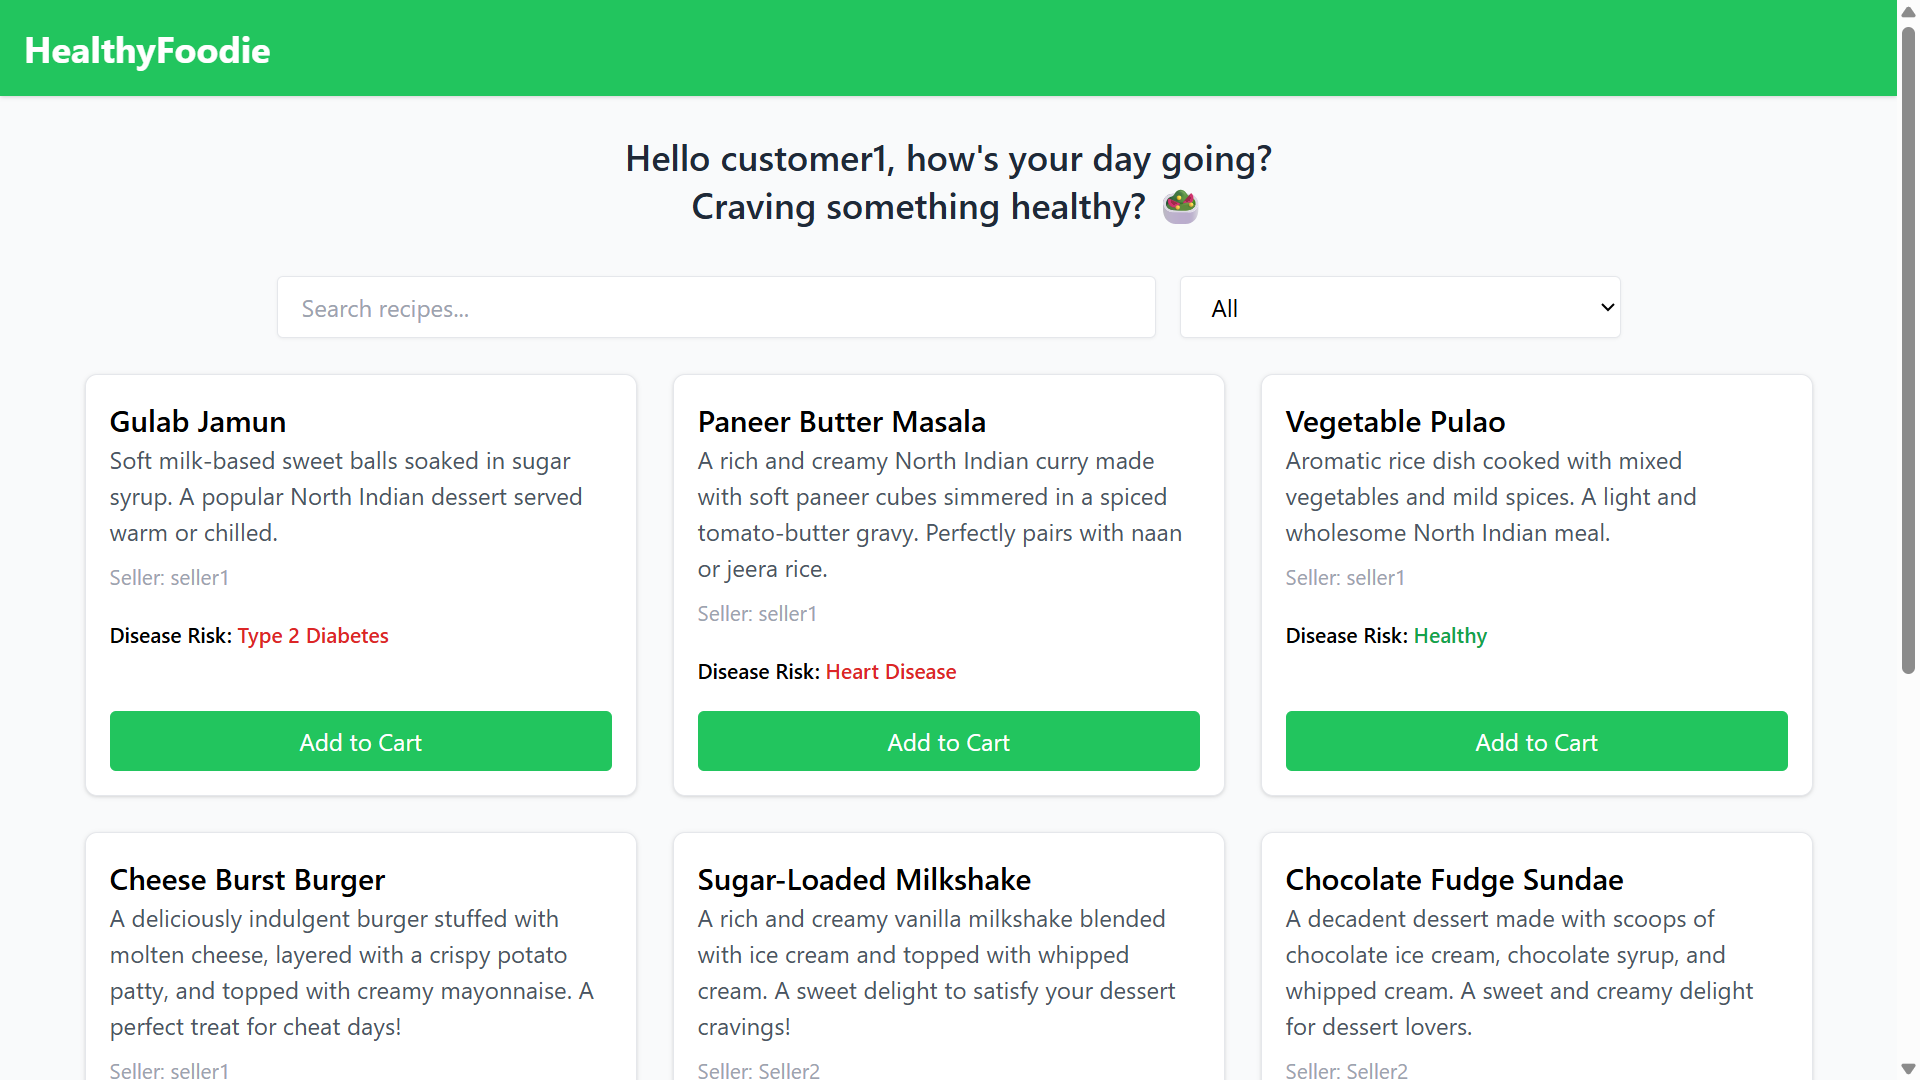 HealthyFoodie
Hello customer1, how's your day going?
Craving something healthy? 🥗
Search recipes...
All
Gulab Jamun
Soft milk-based sweet balls soaked in sugar
syrup. A popular North Indian dessert served
warm or chilled.
Seller: seller1
Disease Risk: Type 2 Diabetes
Add to Cart
Paneer Butter Masala
A rich and creamy North Indian curry made
with soft paneer cubes simmered in a spiced
tomato-butter gravy. Perfectly pairs with naan
or jeera rice.
Seller: seller1
Disease Risk: Heart Disease
Add to Cart
Vegetable Pulao
Aromatic rice dish cooked with mixed
vegetables and mild spices. A light and
wholesome North Indian meal.
Seller: seller1
Disease Risk: Healthy
Add to Cart
Cheese Burst Burger
A deliciously indulgent burger stuffed with
molten cheese, layered with a crispy potato
patty, and topped with creamy mayonnaise. A
perfect treat for cheat days!
Seller: seller1
Sugar-Loaded Milkshake
A rich and creamy vanilla milkshake blended
with ice cream and topped with whipped
cream. A sweet delight to satisfy your dessert
cravings!
Seller: Seller2
Chocolate Fudge Sundae
A decadent dessert made with scoops of
chocolate ice cream, chocolate syrup, and
whipped cream. A sweet and creamy delight
for dessert lovers.
Seller: Seller2